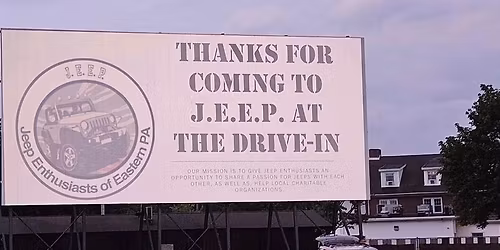 J.E.E.P.
Jeep Enthusiasts of Eastern PA
THANKS FOR
COMING TO
J.E.E.P. AT
THE DRIVE-IN
OUR MISSION IS TO GIVE JEEP ENTHUSIASTS AN
OPPORTUNITY TO SHARE A PASSION FOR JEEPS WITH EACH
OTHER, AS WELL AS, HELP LOCAL CHARITABLE
ORGANIZATIONS.